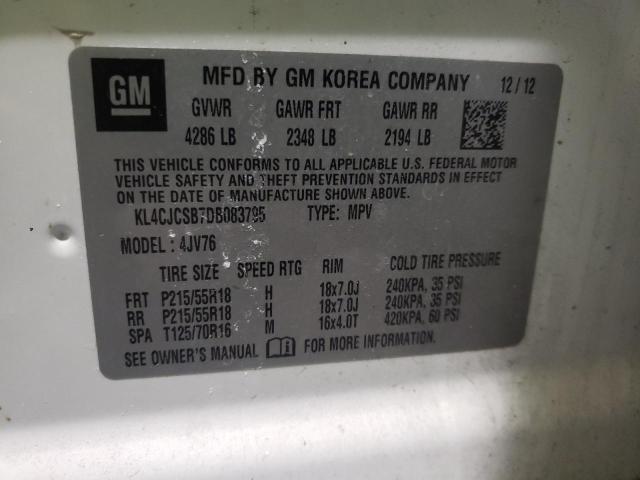 GM MFD BY GM KOREA COMPANY 12/12
GVWR GAWR FRT GAWR RR
4286 LB 2348 LB 2194 LB
THIS VEHICLE CONFORMS TO ALL APPLICABLE U.S. FEDERAL MOTOR
VEHICLE SAFETY AND THEFT PREVENTION STANDARDS IN EFFECT
ON THE DATE OF MANUFACTURE SHOWN ABOVE.
KL4CJCSB7DB083795 TYPE: MPV
MODEL : 4JV76
TIRE SIZE SPEED RTG RIM COLD TIRE PRESSURE
FRT P215/55R18 H 18x7.0J 240KPA, 35 PSI
RR P215/55R18 H 18x7.0J 240KPA, 35 PSI
SPA T125/70R16 M 16x4.0T 420KPA, 60 PSI
SEE OWNER'S MANUAL FOR MORE INFORMATION.